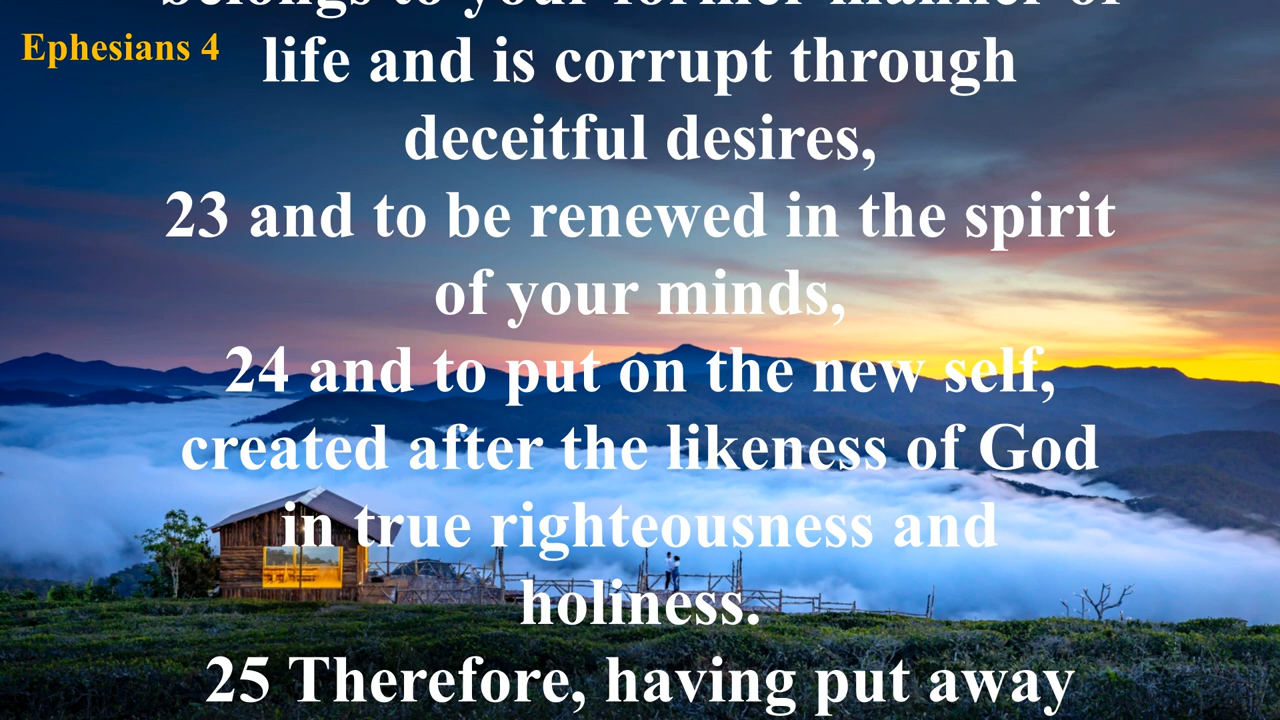 belongs to your former manner of
Ephesians 4
life and is corrupt through
deceitful desires,
23 and to be renewed in the spirit
of your minds,
24 and to put on the new self,
created after the likeness of God
in true righteousness and
holiness.
25 Therefore, having put away